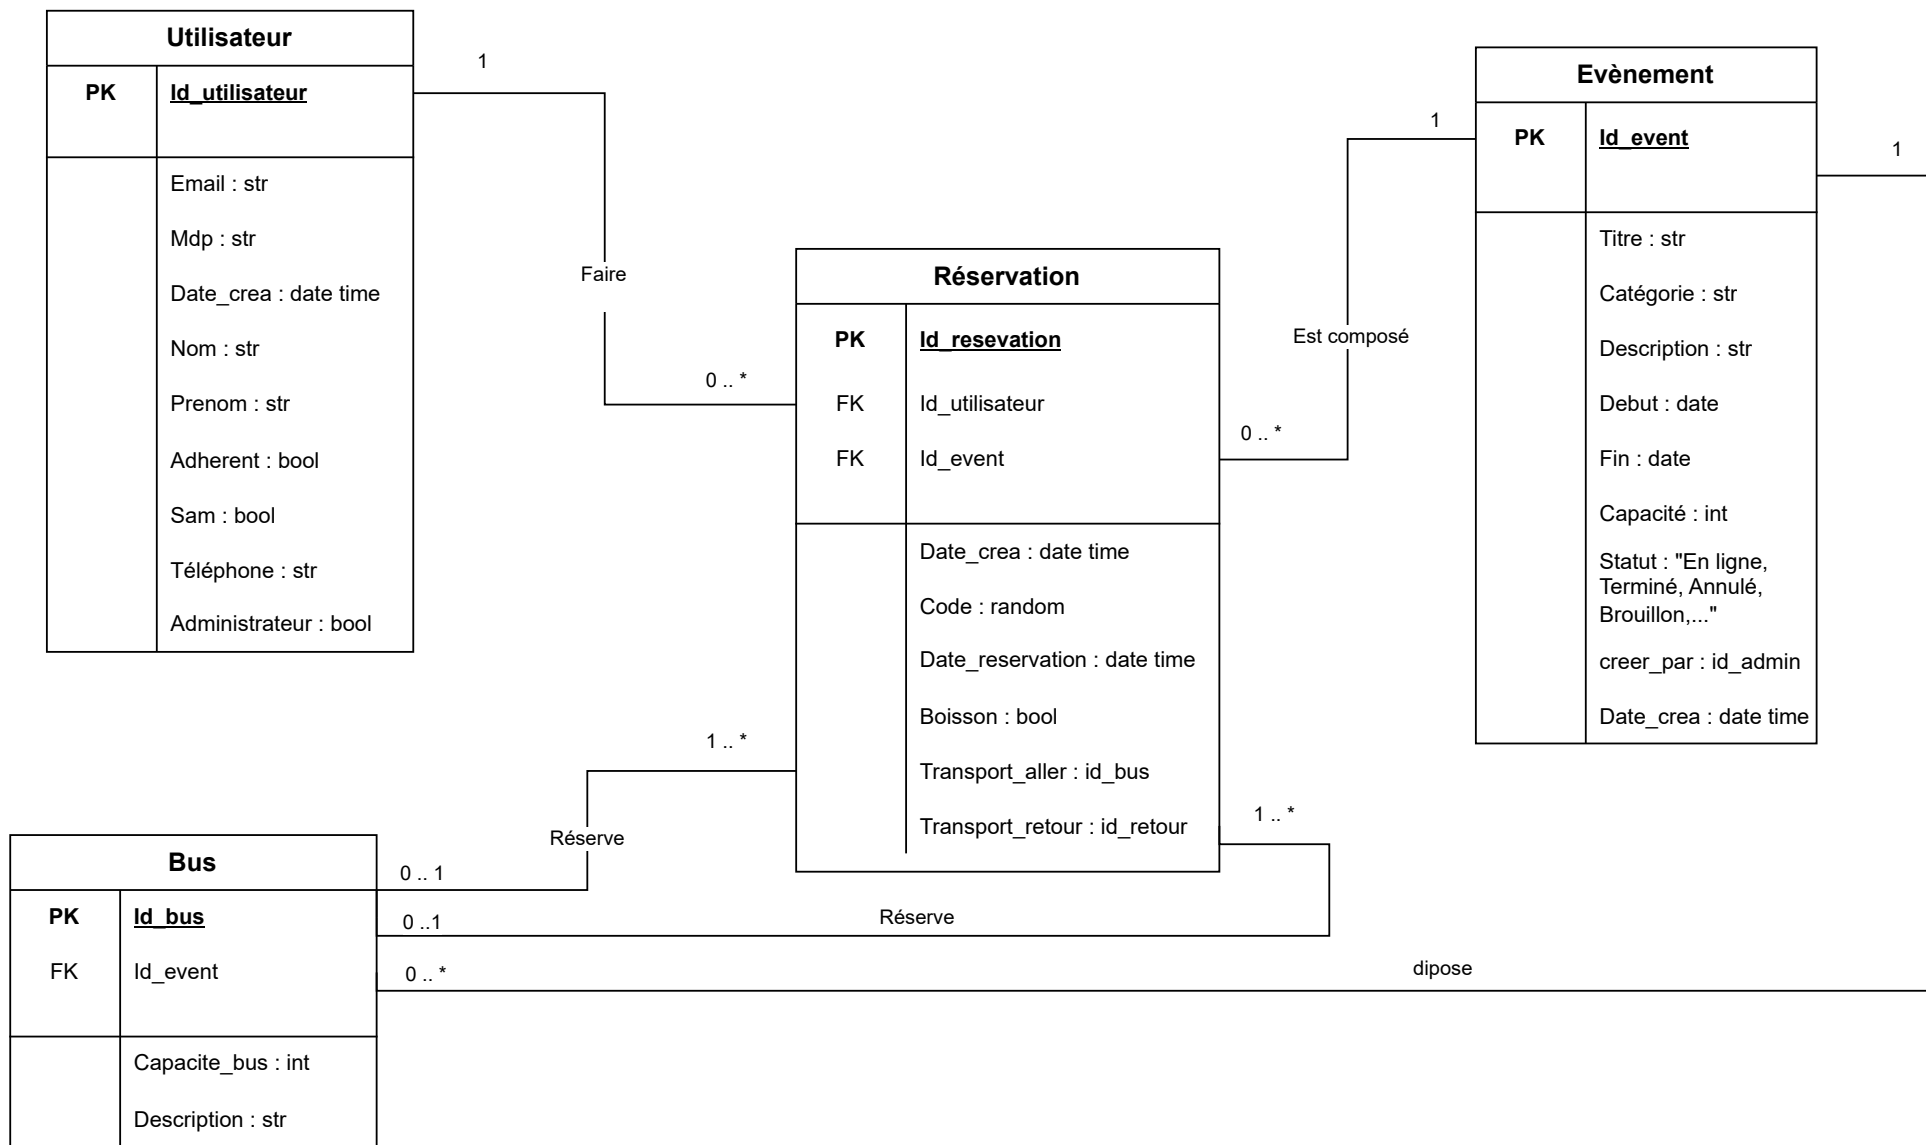 Utilisateur
PK
Id_utilisateur
Email : str
Mdp : str
Date_crea : date time
Nom : str
Prenom : str
Adherent : bool
Sam : bool
Téléphone : str
Administrateur : bool
1
Faire
0 .. *
Réservation
PK
Id_resevation
FK
Id_utilisateur
FK
Id_event
Date_crea : date time
Code : random
Date_reservation : date time
Boisson : bool
Transport_aller : id_bus
Transport_retour : id_retour
1
Est composé
0 .. *
Evènement
PK
Id_event
Titre : str
Catégorie : str
Description : str
Debut : date
Fin : date
Capacité : int
Statut : "En ligne,
Terminé, Annulé,
Brouillon,..."
creer_par : id_admin
Date_crea : date time
1
1 .. *
Réserve
0 .. 1
1 .. *
Réserve
0 ..1
dipose
0 .. *
Bus
PK
Id_bus
FK
Id_event
Capacite_bus : int
Description : str